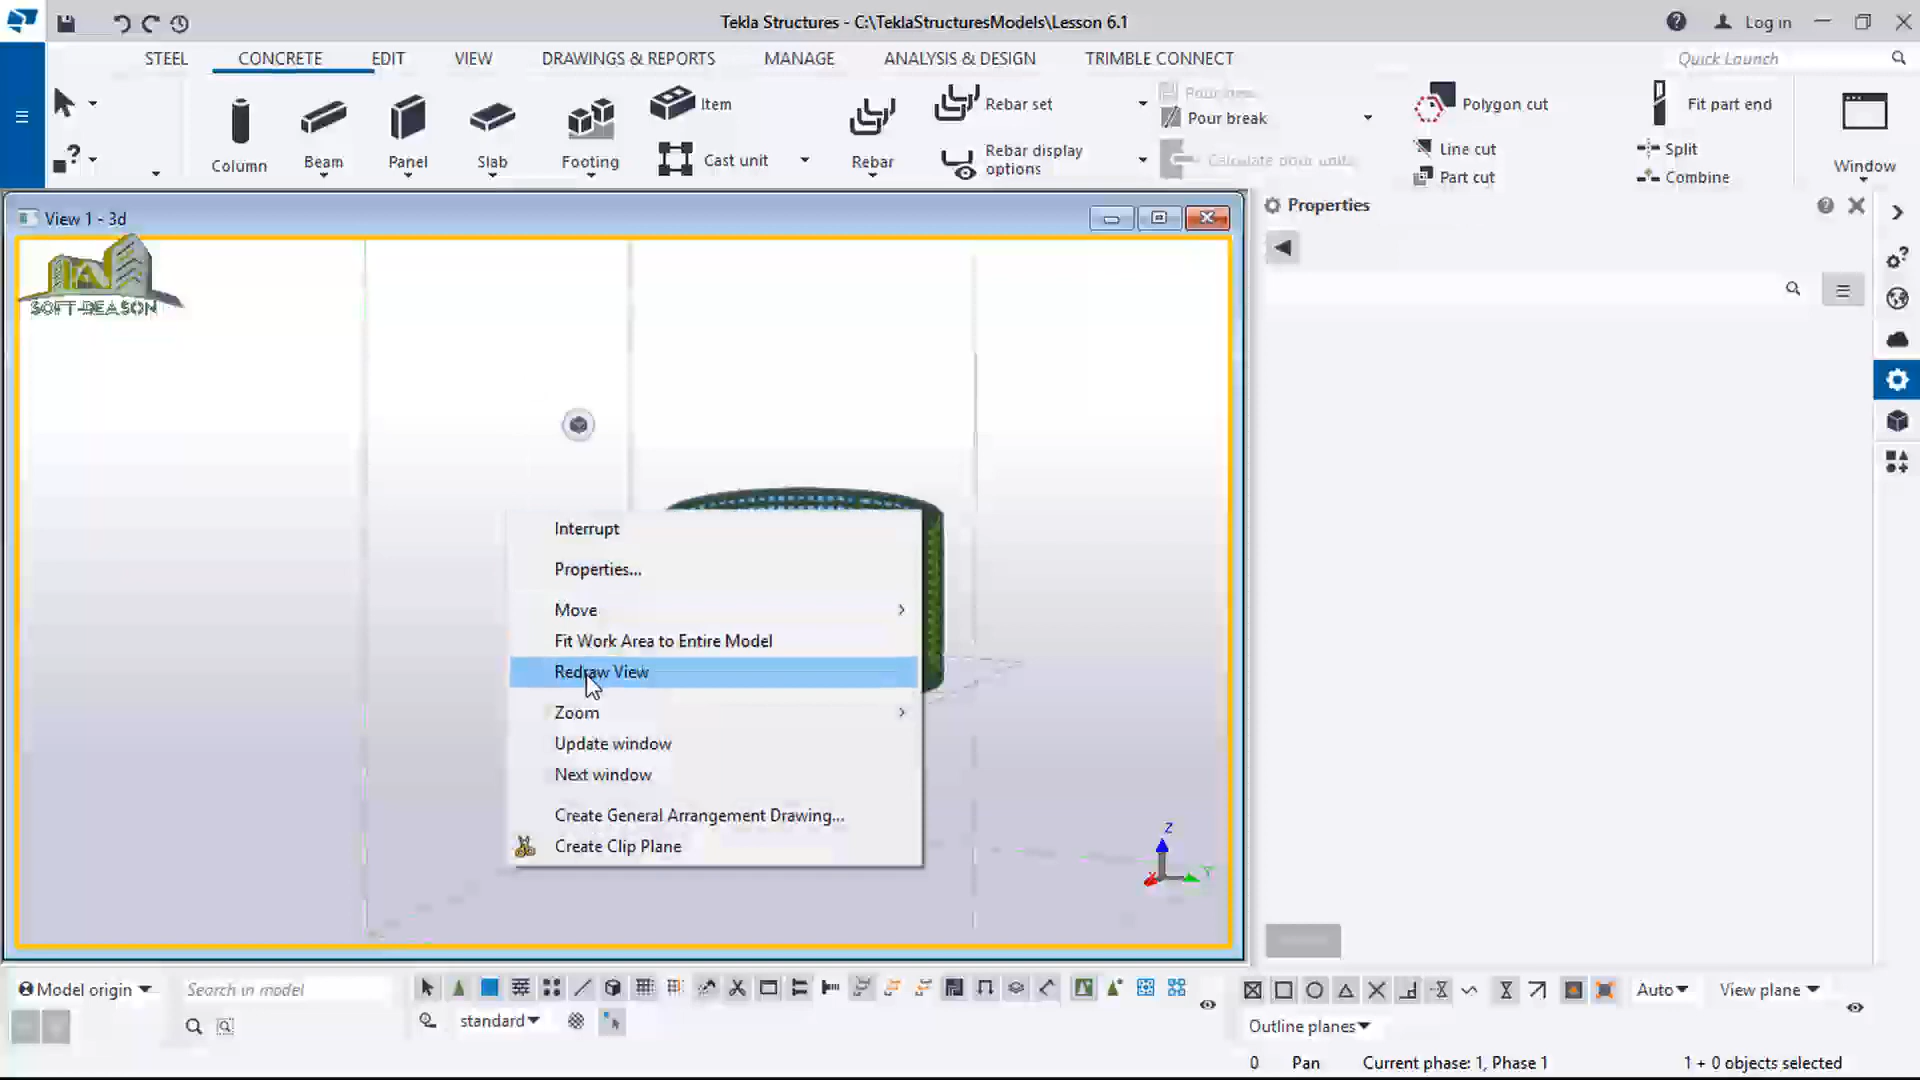 Tekla Structures - C:\TeklaStructuresModels\Lesson 6.1
Log in
STEEL
CONCRETE
EDIT
VIEW
DRAWINGS & REPORTS
MANAGE
ANALYSIS & DESIGN
TRIMBLE CONNECT
Quick Launch
Column
Beam
Panel
Slab
Footing
Item
Cast unit
Rebar
Rebar set
Rebar display
options
Pour break
Calculate pour units
Polygon cut
Line cut
Part cut
Fit part end
Split
Combine
Window
View 1 - 3d
SOFT-DEASON
Properties
Interrupt
Properties...
Move
Fit Work Area to Entire Model
Redraw View
Zoom
Update window
Next window
Create General Arrangement Drawing...
Create Clip Plane
Z
Y
Model origin
Search in model
standard
Auto
View plane
Outline planes
0
Pan
Current phase: 1, Phase 1
1 + 0 objects selected